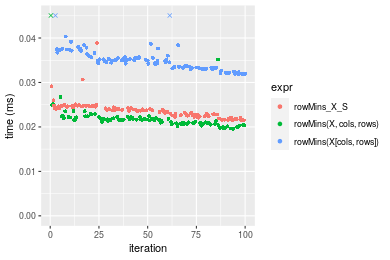 0.04
0.03
0.02
0.01
0.00
0
25
50
75
100
time (ms)
iteration
expr
rowMins_X_S
rowMins(X, cols, rows)
rowMins(X[cols, rows])